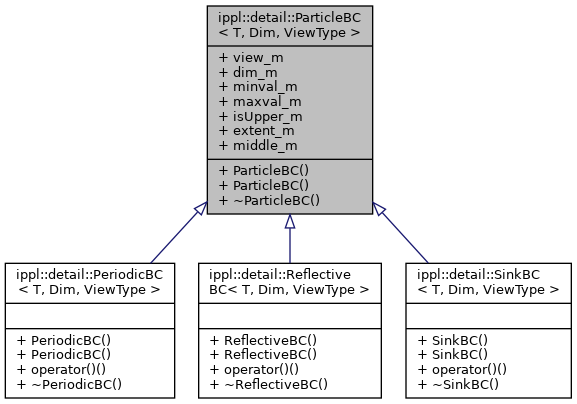 ippl::detail::ParticleBC
< T, Dim, ViewType >
+ view_m
+ dim_m
+ minval_m
+ maxval_m
+ isUpper_m
+ extent_m
+ middle_m
+ ParticleBC()
+ ParticleBC()
+ ~ParticleBC()
ippl::detail::PeriodicBC
< T, Dim, ViewType >
+ PeriodicBC()
+ PeriodicBC()
+ operator()()
+ ~PeriodicBC()
ippl::detail::Reflective
BC< T, Dim, ViewType >
+ ReflectiveBC()
+ ReflectiveBC()
+ operator()()
+ ~ReflectiveBC()
ippl::detail::SinkBC
< T, Dim, ViewType >
+ SinkBC()
+ SinkBC()
+ operator()()
+ ~SinkBC()